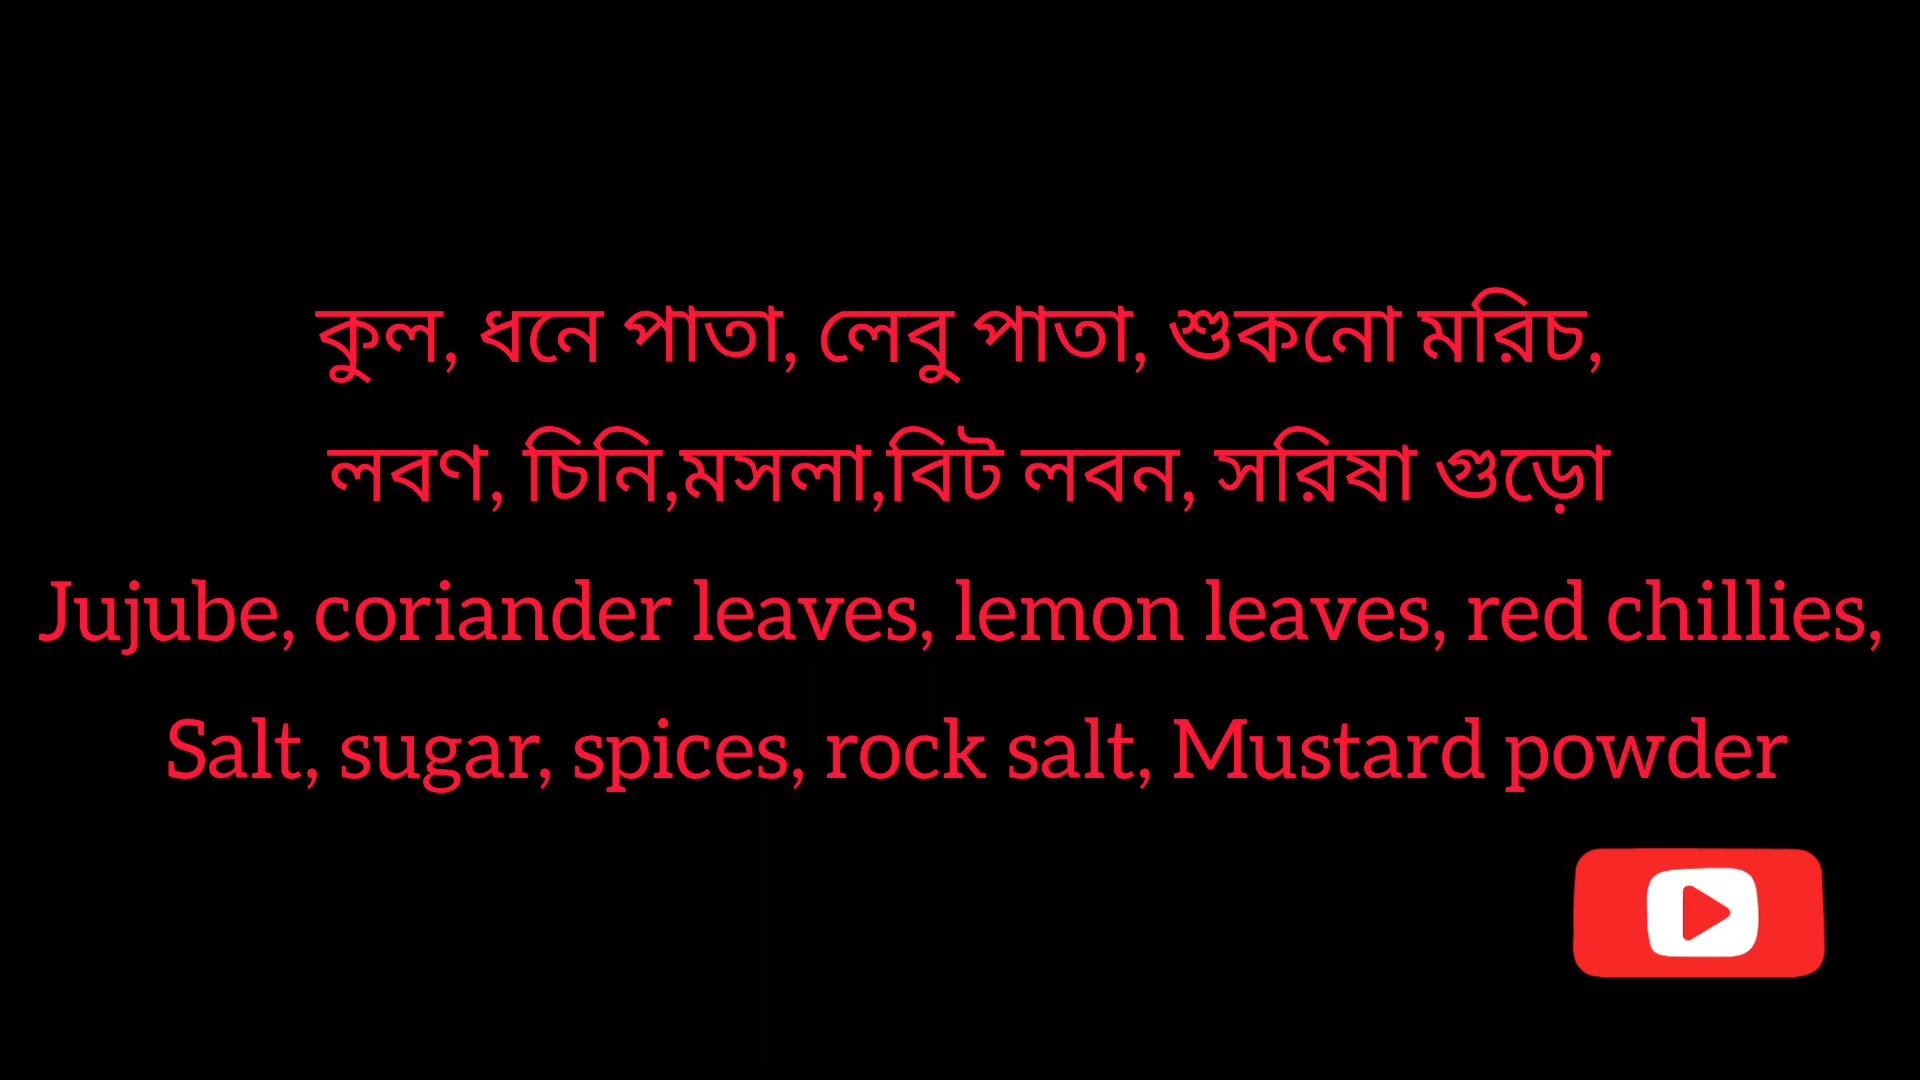 কুল, ধনে পাতা, লেবু পাতা, শুকনো মরিচ,
লবণ, চিনি,মসলা,বিট লবন, সরিষা গুড়ো
Jujube, coriander leaves, lemon leaves, red chillies,
Salt, sugar, spices, rock salt, Mustard powder